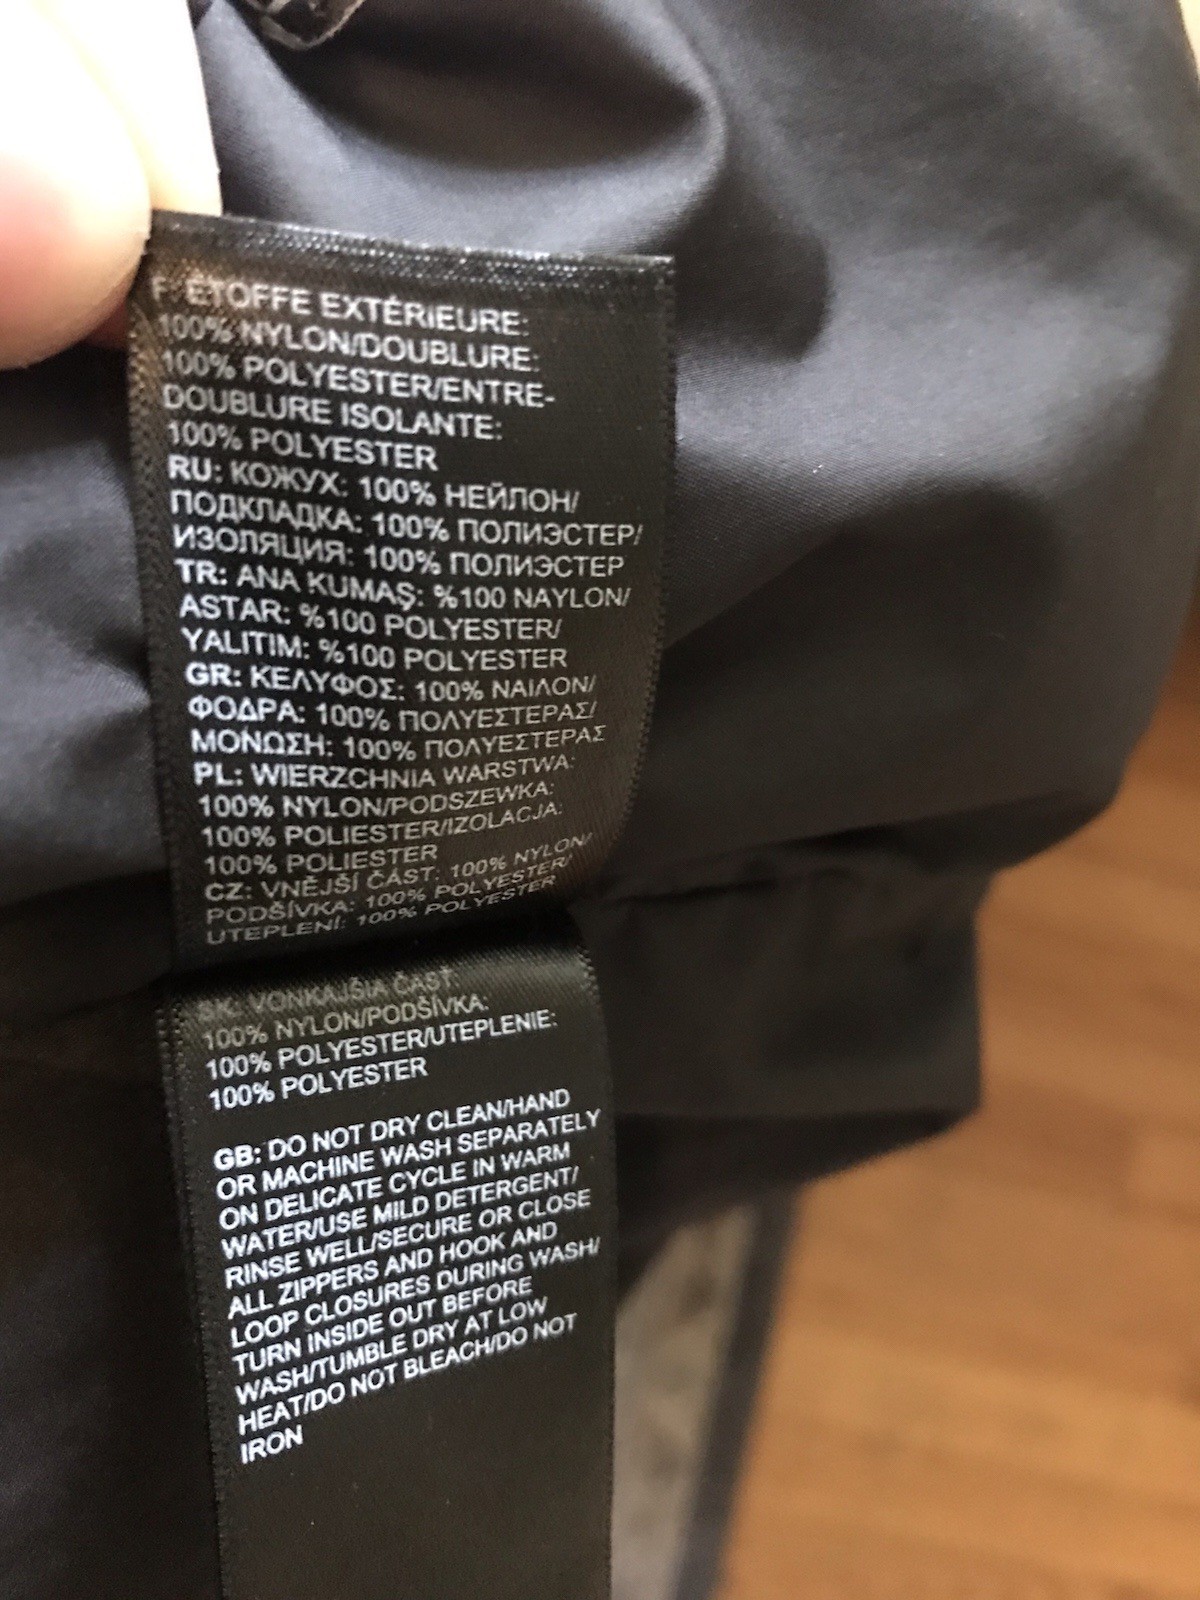 F: ÉTOFFE EXTÉRIEURE:
100% NYLON/DOUBLURE:
100% POLYESTER/ENTRE-
DOUBLURE ISOLANTE:
100% POLYESTER
RU: КОЖУХ: 100% НЕЙЛОН/
ПОДКЛАДКА: 100% ПОЛИЭСТЕР/
ИЗОЛЯЦИЯ: 100% ПОЛИЭСТЕР
TR: ANA KUMAŞ: %100 NAYLON/
ASTAR: %100 POLYESTER/
YALITIM: %100 POLYESTER
GR: ΚΕΛΥΦΟΣ: 100% ΝΑΙΛΟΝ/
ΦΟΔΡΑ: 100% ΠΟΛΥΕΣΤΕΡΑΣ/
ΜΟΝΩΣΗ: 100% ΠΟΛΥΕΣΤΕΡΑΣ
PL: WIERZCHNIA WARSTWA:
100% NYLON/PODSZEWKA:
100% POLIESTER/IZOLACJA:
100% POLIESTER
CZ: VNĚJŠÍ ČÁST: 100% NYLON/
PODŠÍVKA: 100% POLYESTER/
UTEPLENÍ: 100% POLYESTER
SK: VONKAJŠIA ČASŤ:
100% NYLON/PODŠÍVKA:
100% POLYESTER/UTEPLENIE:
100% POLYESTER
GB: DO NOT DRY CLEAN/HAND
OR MACHINE WASH SEPARATELY
ON DELICATE CYCLE IN WARM
WATER/USE MILD DETERGENT/
RINSE WELL/SECURE OR CLOSE
ALL ZIPPERS AND HOOK AND
LOOP CLOSURES DURING WASH/
TURN INSIDE OUT BEFORE
WASH/TUMBLE DRY AT LOW
HEAT/DO NOT BLEACH/DO NOT
IRON